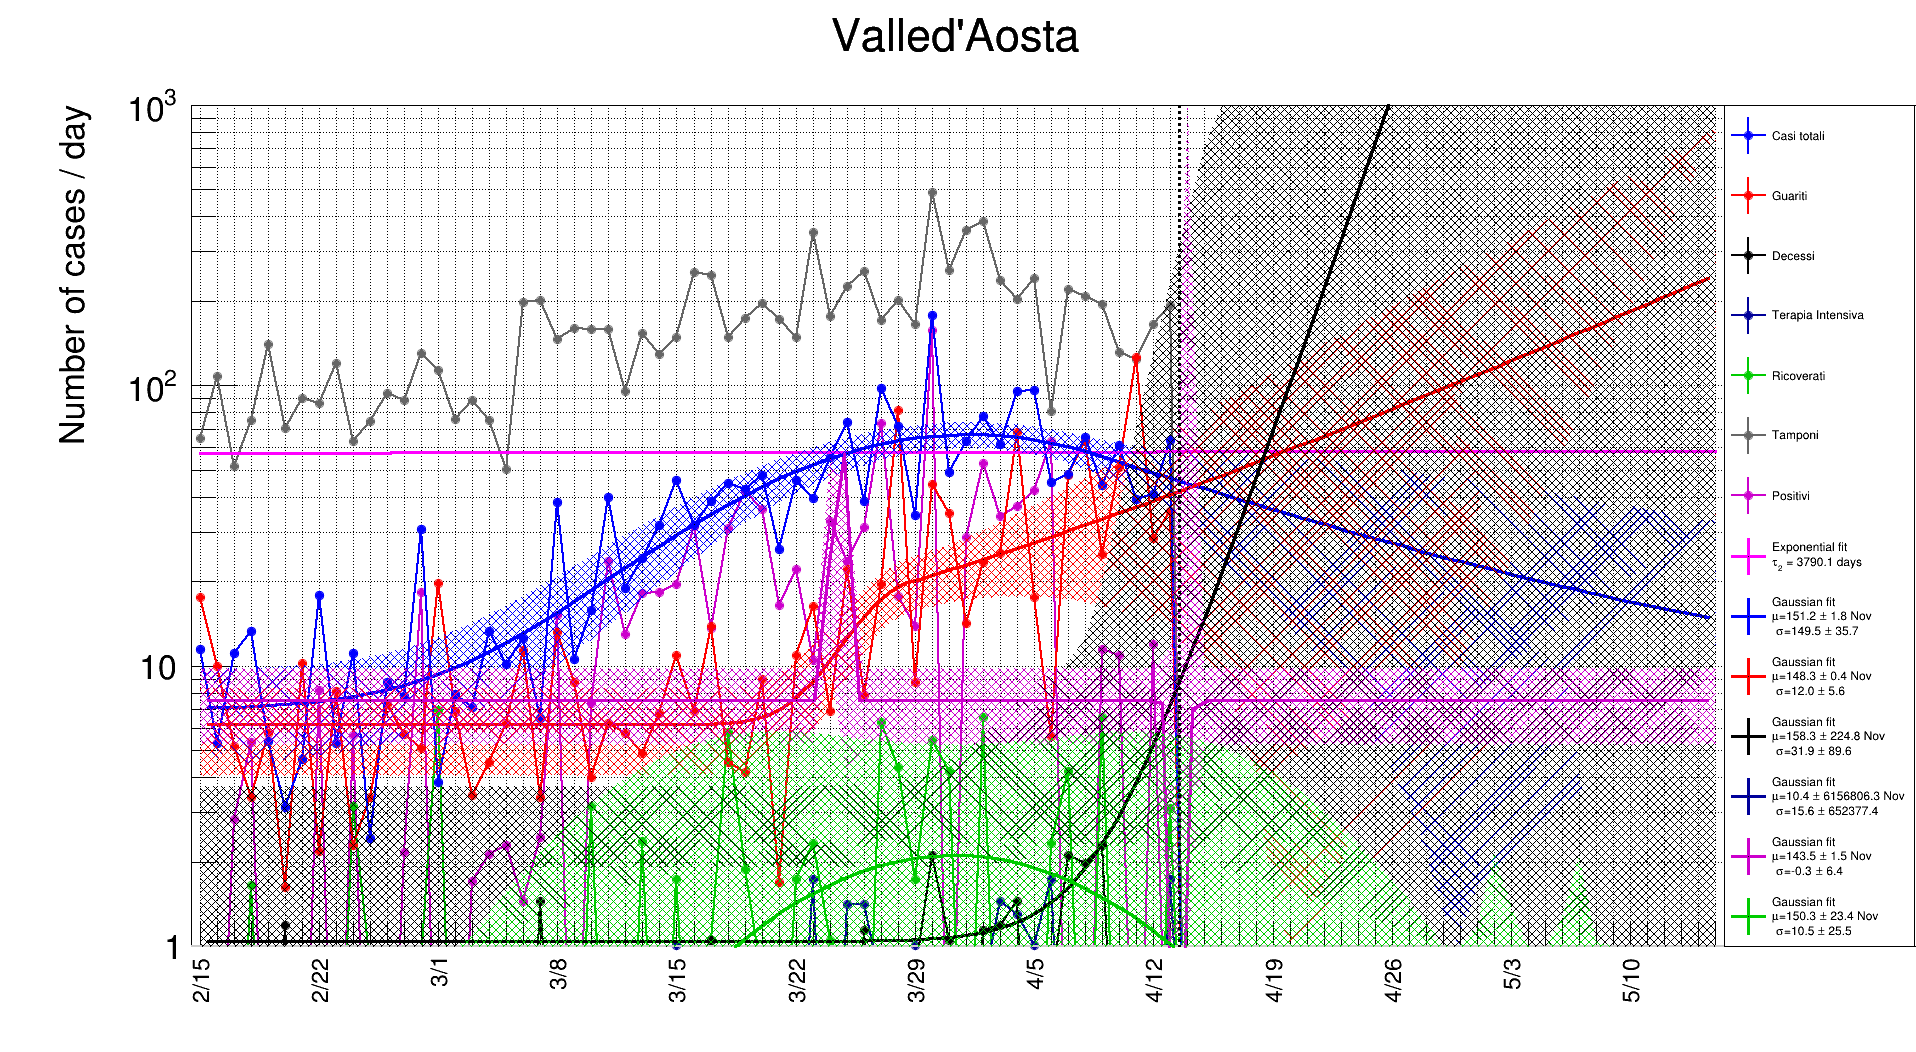 Valled'Aosta
Number of cases / day
10³
10²
10
1
2/15
2/22
3/1
3/8
3/15
3/22
3/29
4/5
4/12
4/19
4/26
5/3
5/10
Casi totali
Guariti
Decessi
Terapia Intensiva
Ricoverati
Tamponi
Positivi
Exponential fit
τ₂ = 3790.1 days
Gaussian fit
μ=151.2 ± 1.8 Nov
σ=149.5 ± 35.7
Gaussian fit
μ=148.3 ± 0.4 Nov
σ=12.0 ± 5.6
Gaussian fit
μ=158.3 ± 224.8 Nov
σ=31.9 ± 89.6
Gaussian fit
μ=10.4 ± 6156806.3 Nov
σ=15.6 ± 652377.4
Gaussian fit
μ=143.5 ± 1.5 Nov
σ=-0.3 ± 6.4
Gaussian fit
μ=150.3 ± 23.4 Nov
σ=10.5 ± 25.5